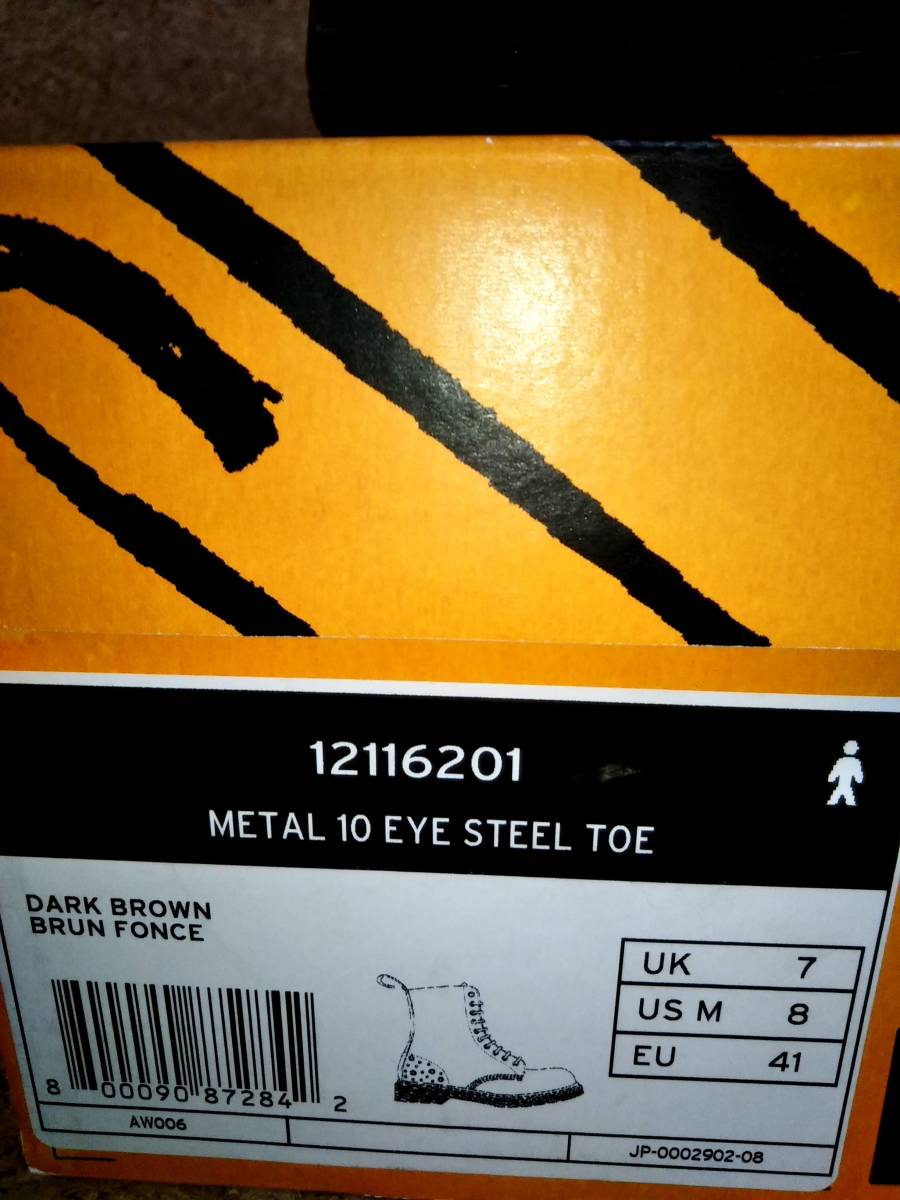 12116201
METAL 10 EYE STEEL TOE
DARK BROWN
BRUN FONCE
UK 7
US M 8
EU 41
8 00090 87284 2
AW006
JP-0002902-08